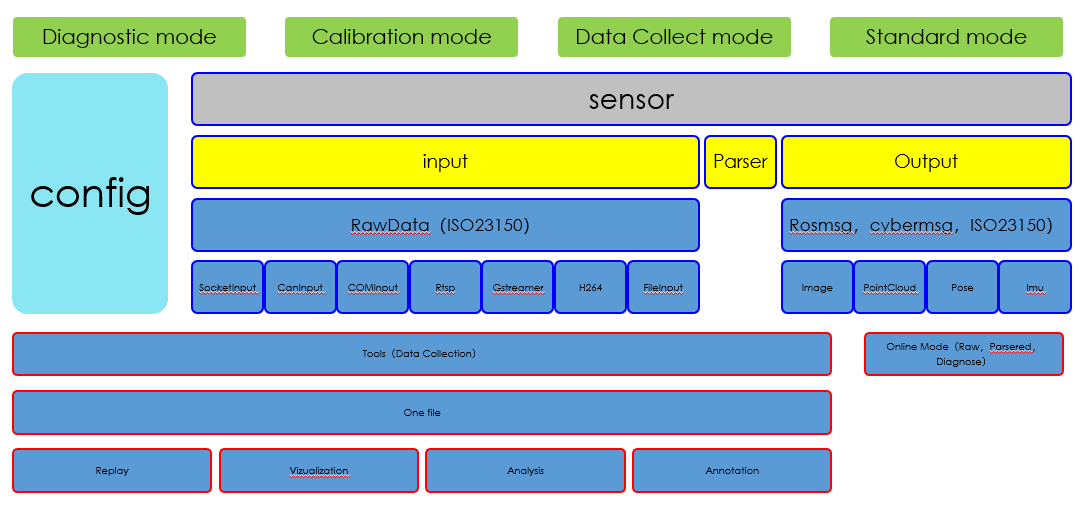 Diagnostic mode
Calibration mode
Data Collect mode
Standard mode
config
sensor
input
Parser
Output
RawData（ISO23150）
Rosmsg，cybermsg，ISO23150）
SocketInput
CanInput
COMInput
Rtsp
Gstreamer
H264
FileInput
Image
PointCloud
Pose
Imu
Tools（Data Collection）
Online Mode（Raw，Parsered，
Diagnose）
One file
Replay
Vizualization
Analysis
Annotation